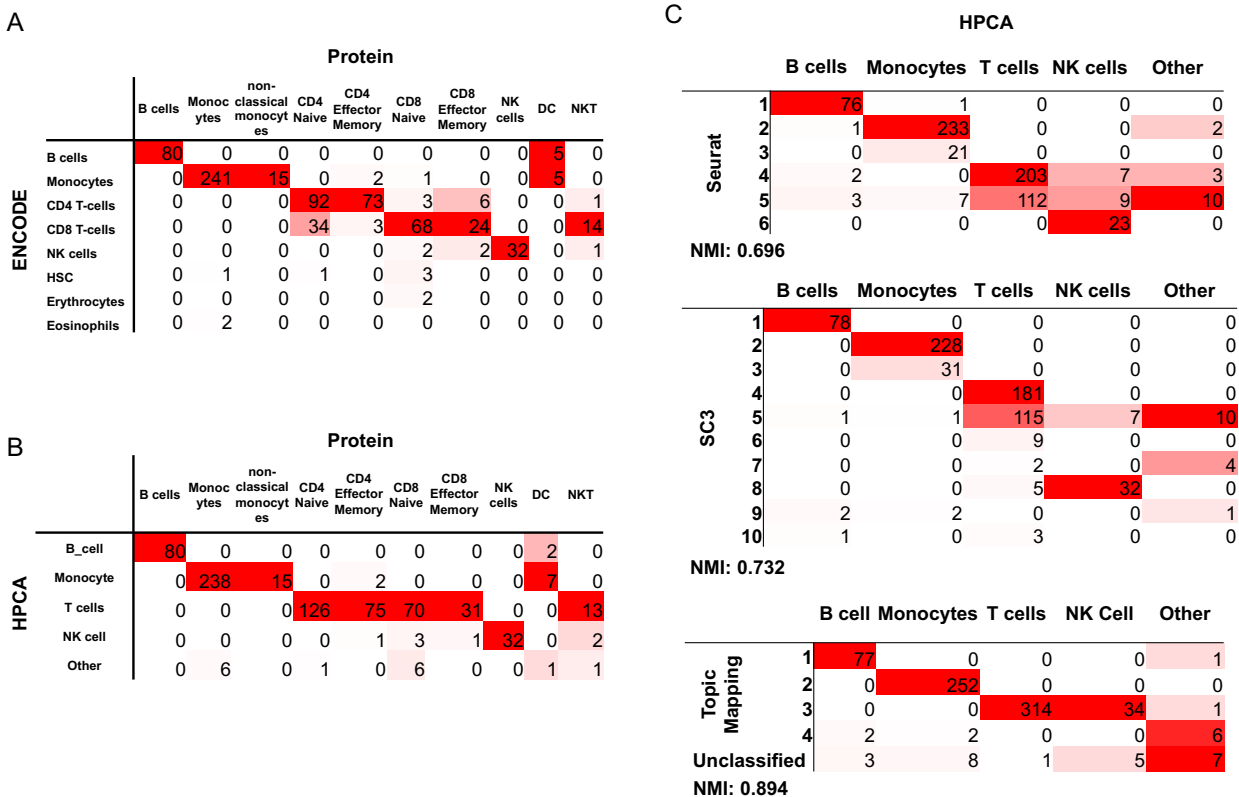 A
Protein
B cells Monoc ytes non- classical monocyt es CD4 Naive CD4 Effector Memory CD8 Naive CD8 Effector Memory NK cells DC NKT
ENCODE
B cells 80 0 0 0 0 0 0 0 5 0
Monocytes 0 241 15 0 2 1 0 0 5 0
CD4 T-cells 0 0 0 92 73 3 6 0 0 1
CD8 T-cells 0 0 0 34 3 68 24 0 0 14
NK cells 0 0 0 0 0 2 2 32 0 1
HSC 0 1 0 1 0 3 0 0 0 0
Erythrocytes 0 0 0 0 0 2 0 0 0 0
Eosinophils 0 2 0 0 0 0 0 0 0 0
B
Protein
B cells Monoc ytes non- classical monocyt es CD4 Naive CD4 Effector Memory CD8 Naive CD8 Effector Memory NK cells DC NKT
HPCA
B_cell 80 0 0 0 0 0 0 0 2 0
Monocyte 0 238 15 0 2 0 0 0 7 0
T cells 0 0 0 126 75 70 31 0 0 13
NK cell 0 0 0 0 1 3 1 32 0 2
Other 0 6 0 1 0 6 0 0 1 1
C
HPCA
B cells Monocytes T cells NK cells Other
Seurat
1 76 1 0 0 0
2 1 233 0 0 2
3 0 21 0 0 0
4 2 0 203 7 3
5 3 7 112 9 10
6 0 0 0 23 0
NMI: 0.696
B cells Monocytes T cells NK cells Other
SC3
1 78 0 0 0 0
2 0 228 0 0 0
3 0 31 0 0 0
4 0 0 181 0 0
5 1 1 115 7 10
6 0 0 9 0 0
7 0 0 2 0 4
8 0 0 5 32 0
9 2 2 0 0 1
10 1 0 3 0 0
NMI: 0.732
B cell Monocytes T cells NK Cell Other
Topic
Mapping
1 77 0 0 0 1
2 0 252 0 0 0
3 0 0 314 34 1
4 2 2 0 0 6
Unclassified 3 8 1 5 7
NMI: 0.894